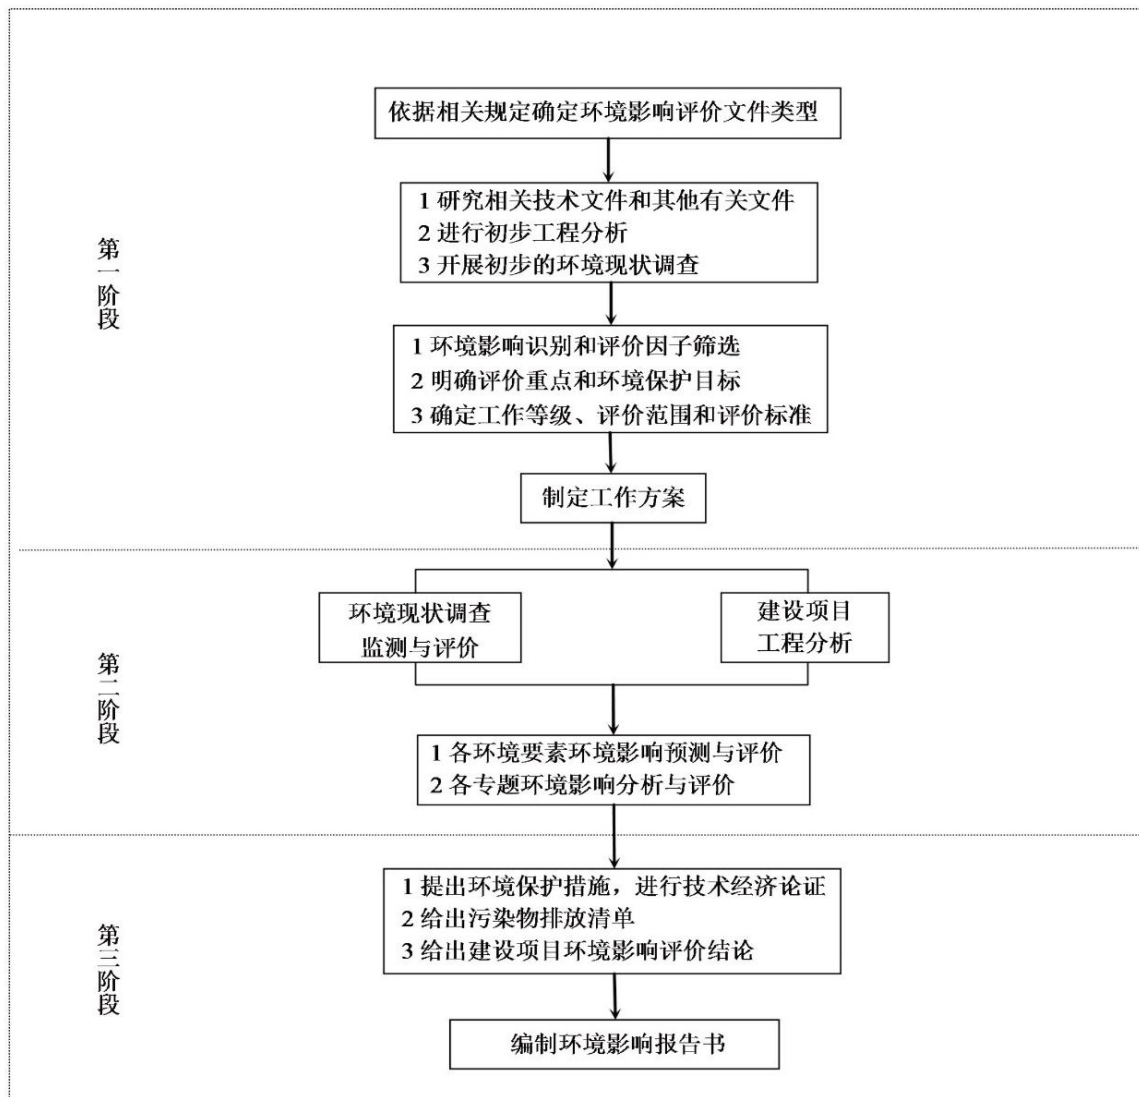 依据相关规定确定环境影响评价文件类型
1 研究相关技术文件和其他有关文件
2 进行初步工程分析
3 开展初步的环境现状调查
第一阶段
1 环境影响识别和评价因子筛选
2 明确评价重点和环境保护目标
3 确定工作等级、评价范围和评价标准
制定工作方案
环境现状调查
监测与评价
建设项目
工程分析
第二阶段
1 各环境要素环境影响预测与评价
2 各专题环境影响分析与评价
1 提出环境保护措施，进行技术经济论证
2 给出污染物排放清单
3 给出建设项目环境影响评价结论
第三阶段
编制环境影响报告书